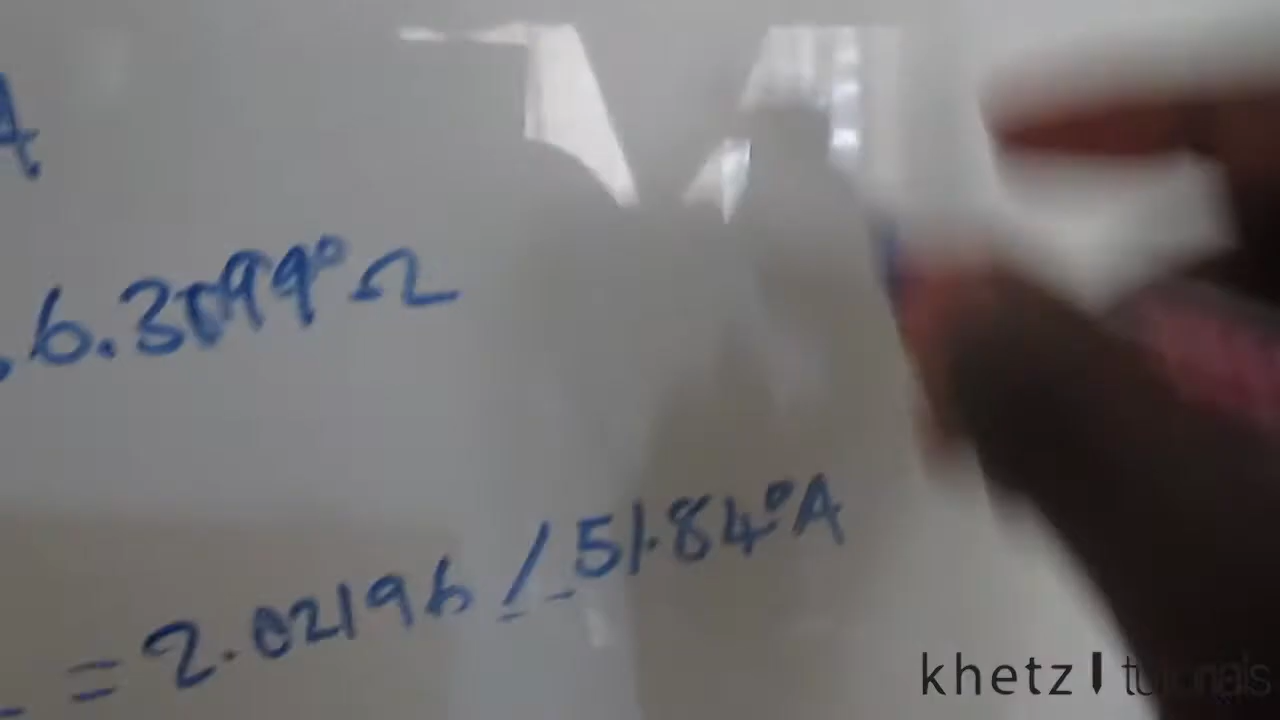 A
.6.3099° Ω
= 2.02196 /-51.84° A
khetz tutorials